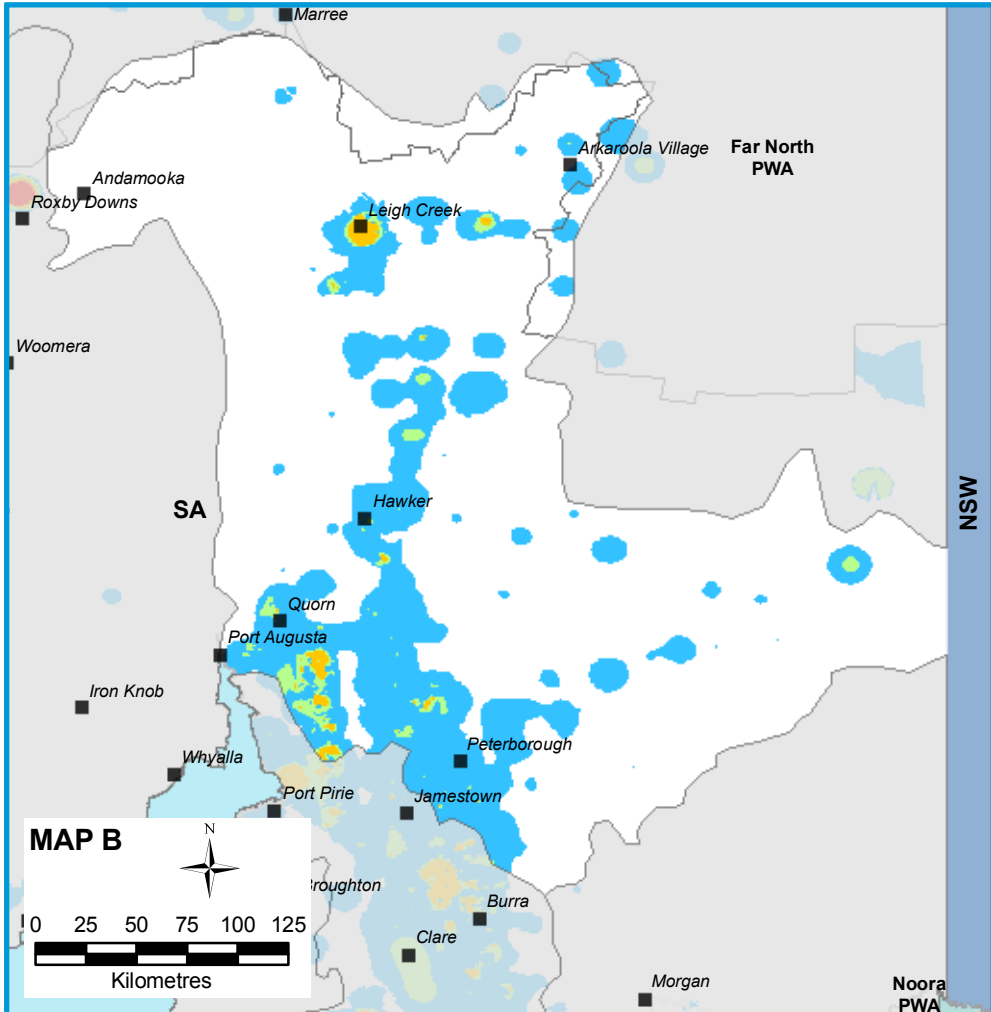 Marree
Arkaroola Village
Far North
PWA
Andamooka
Roxby Downs
Leigh Creek
Woomera
SA
Hawker
NSW
Quorn
Port Augusta
Iron Knob
Whyalla
Peterborough
Port Pirie
Jamestown
MAP B
N
Broughton
Burra
Clare
0 25 50 75 100 125
Kilometres
Morgan
Noora
PWA